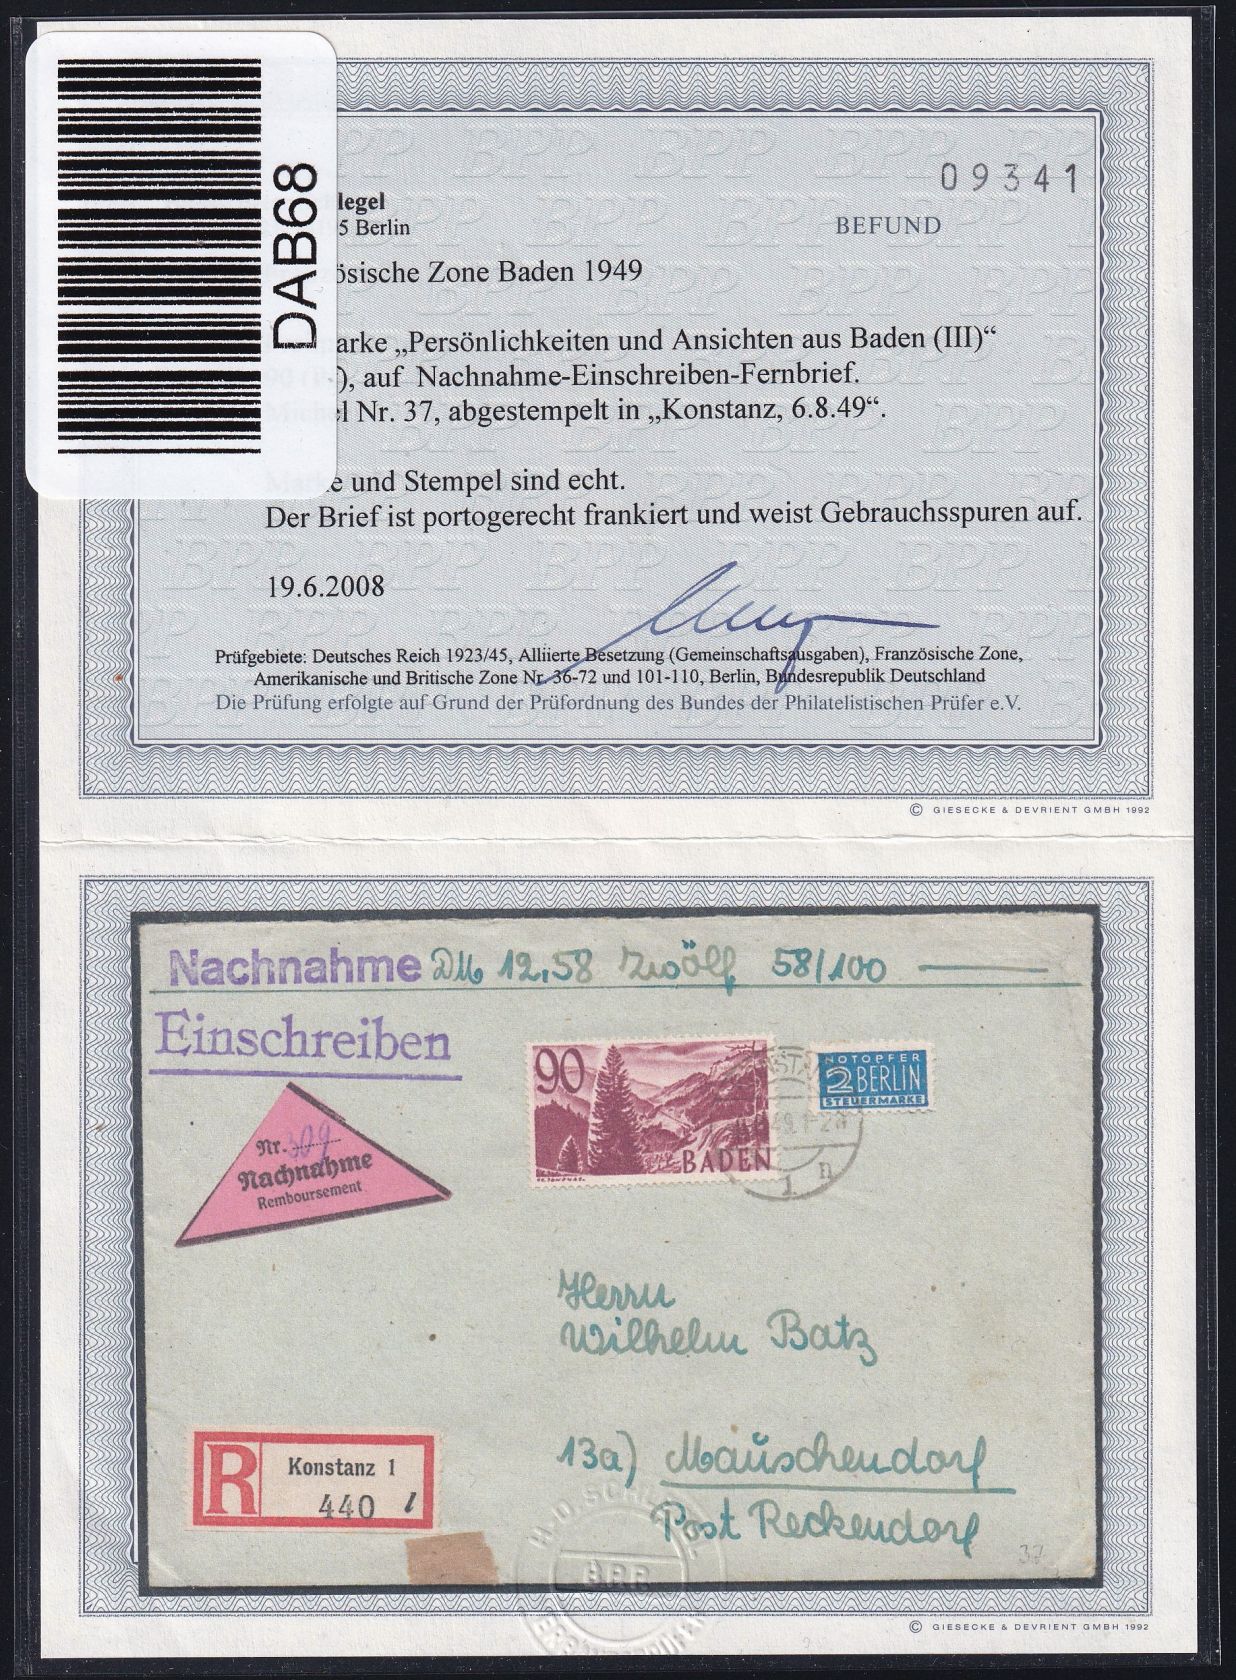 DAB68
09341
legel
5 Berlin
BEFUND
ösische Zone Baden 1949
arke „Persönlichkeiten und Ansichten aus Baden (III)“
), auf Nachnahme-Einschreiben-Fernbrief.
l Nr. 37, abgestempelt in „Konstanz, 6.8.49“.
Marke und Stempel sind echt.
Der Brief ist portogerecht frankiert und weist Gebrauchsspuren auf.
19.6.2008
Prüfgebiete: Deutsches Reich 1923/45, Alliierte Besetzung (Gemeinschaftsausgaben), Französische Zone,
Amerikanische und Britische Zone Nr. 36-72 und 101-110, Berlin, Bundesrepublik Deutschland
Die Prüfung erfolgte auf Grund der Prüfordnung des Bundes der Philatelistischen Prüfer e.V.
© GIESECKE & DEVRIENT GMBH 1992
Nachnahme DM 12,58 Zwölf 58/100
Einschreiben
90
BADEN
NOTOPFER
2 BERLIN
STEUERMARKE
Nr. 309
Nachnahme
Remboursement
Herrn
Wilhelm Batz
13a) Mauschendorf
Post Reckendorf
R
Konstanz 1
440 l
37
H.D. SCHLEGEL
B.P.P.
© GIESECKE & DEVRIENT GMBH 1992